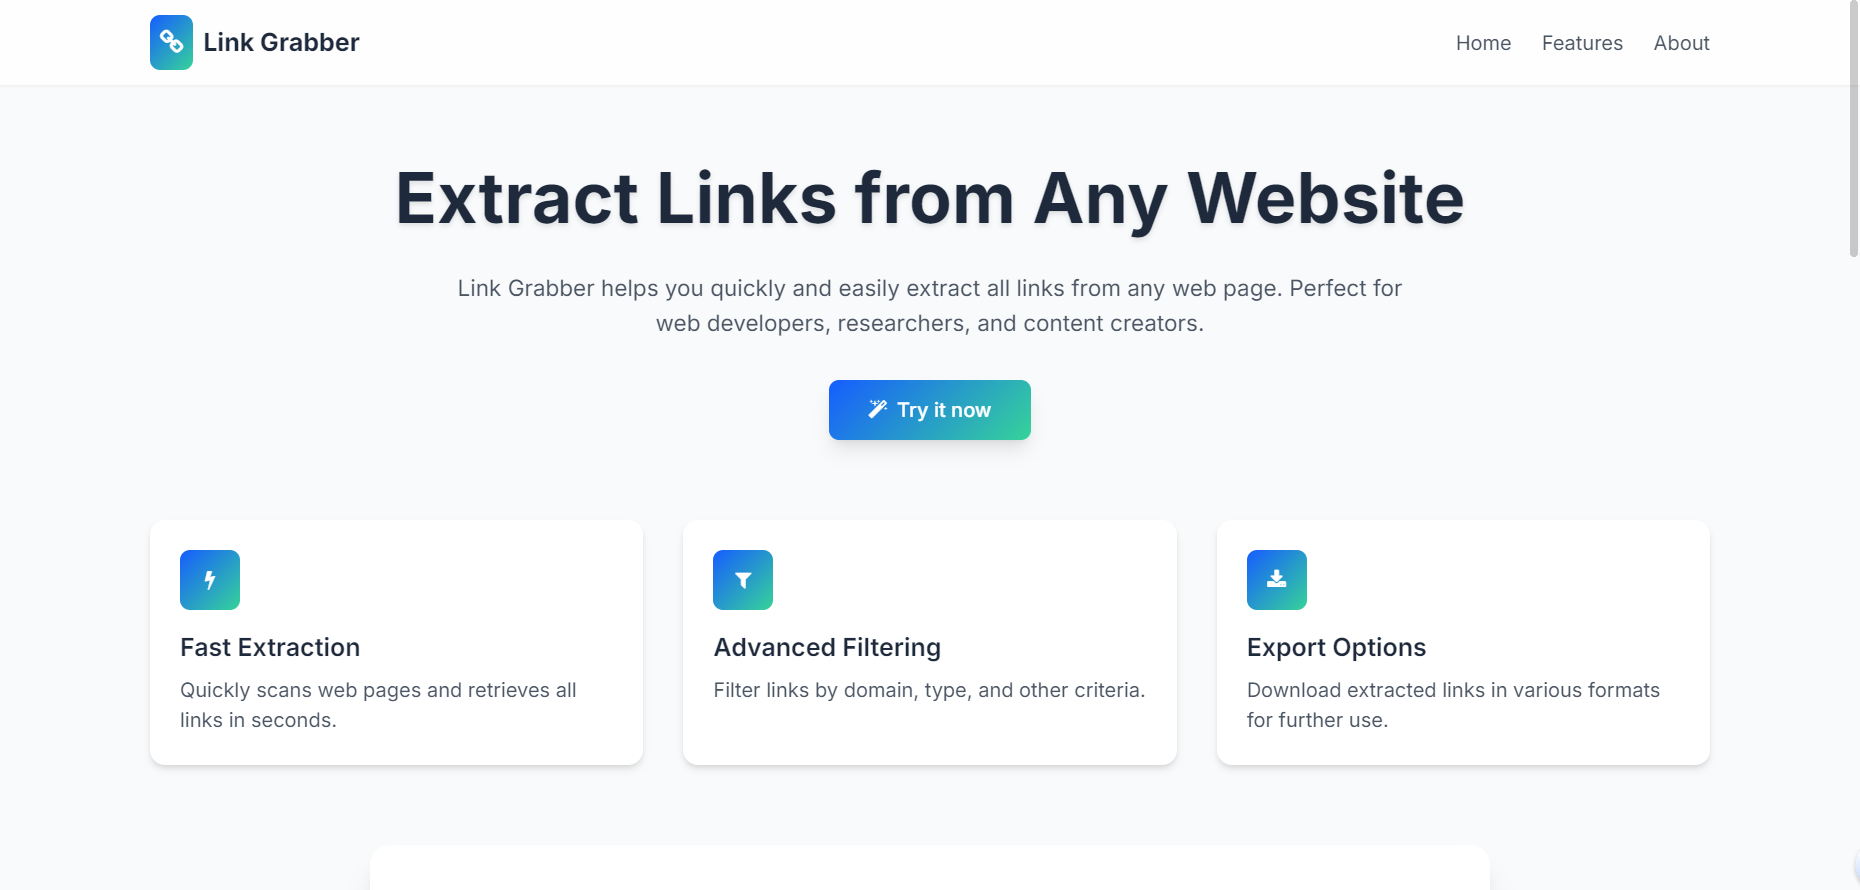 Link Grabber
Home
Features
About
Extract Links from Any Website
Link Grabber helps you quickly and easily extract all links from any web page. Perfect for
web developers, researchers, and content creators.
Try it now
Fast Extraction
Quickly scans web pages and retrieves all
links in seconds.
Advanced Filtering
Filter links by domain, type, and other criteria.
Export Options
Download extracted links in various formats
for further use.